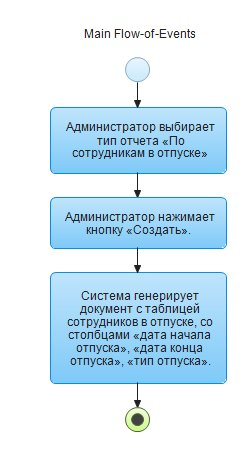 Main Flow-of-Events
Администратор выбирает
тип отчета «По
сотрудникам в отпуске»
Администратор нажимает
кнопку «Создать».
Система генерирует
документ с таблицей
сотрудников в отпуске, со
столбцами «дата начала
отпуска», «дата конца
отпуска», «тип отпуска».